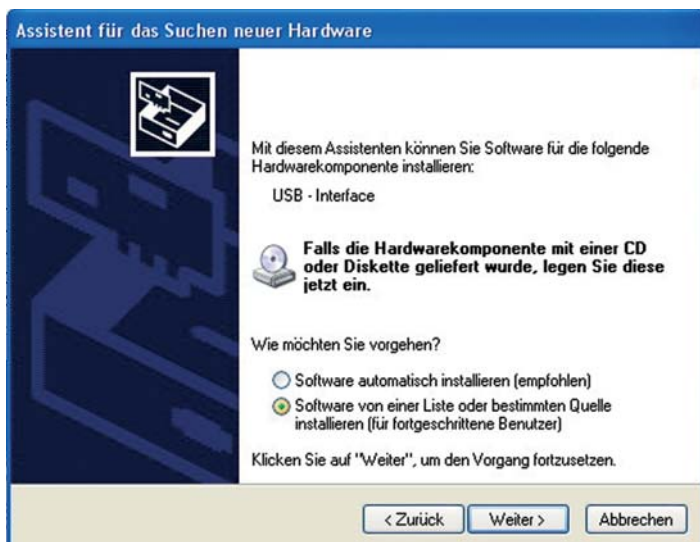 Assistent für das Suchen neuer Hardware
Mit diesem Assistenten können Sie Software für die folgende
Hardwarekomponente installieren:
USB - Interface
Falls die Hardwarekomponente mit einer CD
oder Diskette geliefert wurde, legen Sie diese
jetzt ein.
Wie möchten Sie vorgehen?
Software automatisch installieren (empfohlen)
Software von einer Liste oder bestimmten Quelle
installieren (für fortgeschrittene Benutzer)
Klicken Sie auf "Weiter", um den Vorgang fortzusetzen.
< Zurück Weiter > Abbrechen